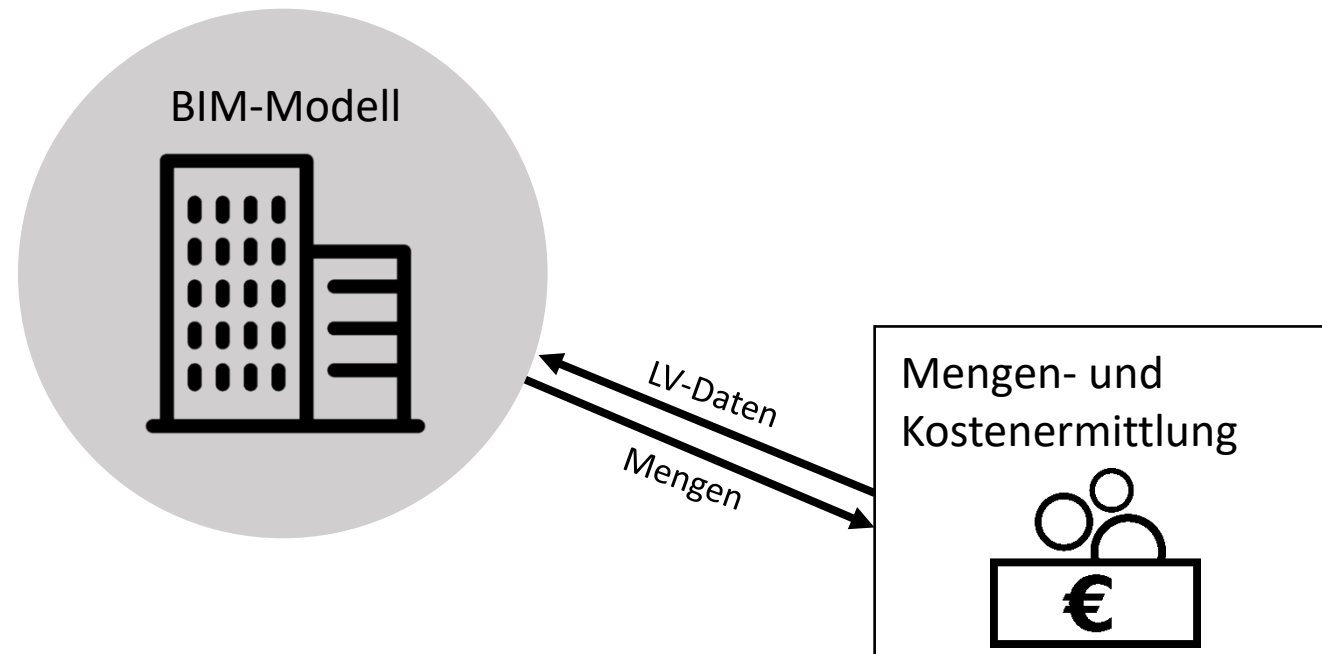 BIM-Modell
LV-Daten
Mengen
Mengen- und
Kostenermittlung
€